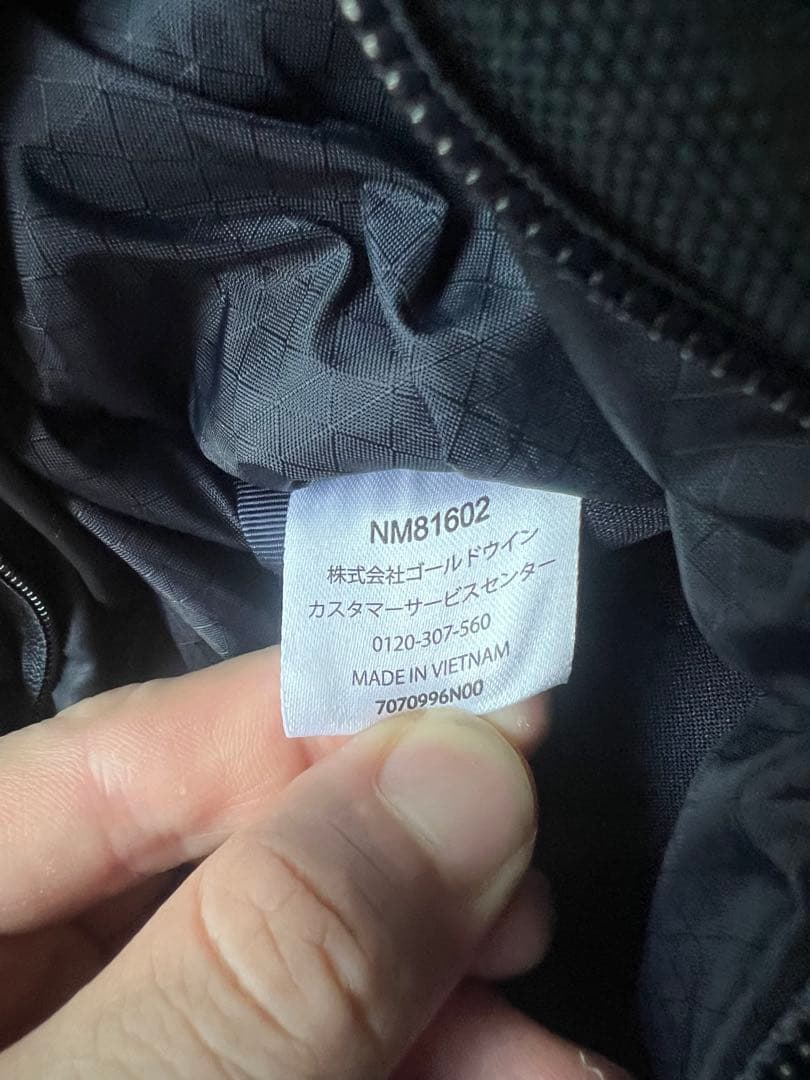 NM81602
株式会社ゴールドウイン
カスタマーサービスセンター
0120-307-560
MADE IN VIETNAM
7070996N00